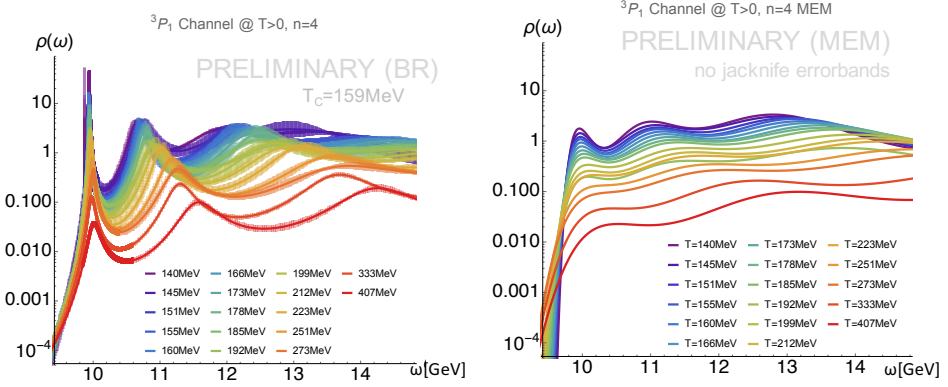 ³P₁ Channel @ T>0, n=4
ρ(ω)
PRELIMINARY (BR)
T_C=159MeV
10
1
0.100
0.010
0.001
10⁻⁴
140MeV 166MeV 199MeV 333MeV
145MeV 173MeV 212MeV 407MeV
151MeV 178MeV 223MeV
155MeV 185MeV 251MeV
160MeV 192MeV 273MeV
10 11 12 13 14 ω[GeV]
³P₁ Channel @ T>0, n=4 MEM
ρ(ω)
PRELIMINARY (MEM)
no jacknife errorbands
10
1
0.100
0.010
0.001
10⁻⁴
T=140MeV T=173MeV T=223MeV
T=145MeV T=178MeV T=251MeV
T=151MeV T=185MeV T=273MeV
T=155MeV T=192MeV T=333MeV
T=160MeV T=199MeV T=407MeV
T=166MeV T=212MeV
10 11 12 13 14 ω[GeV]